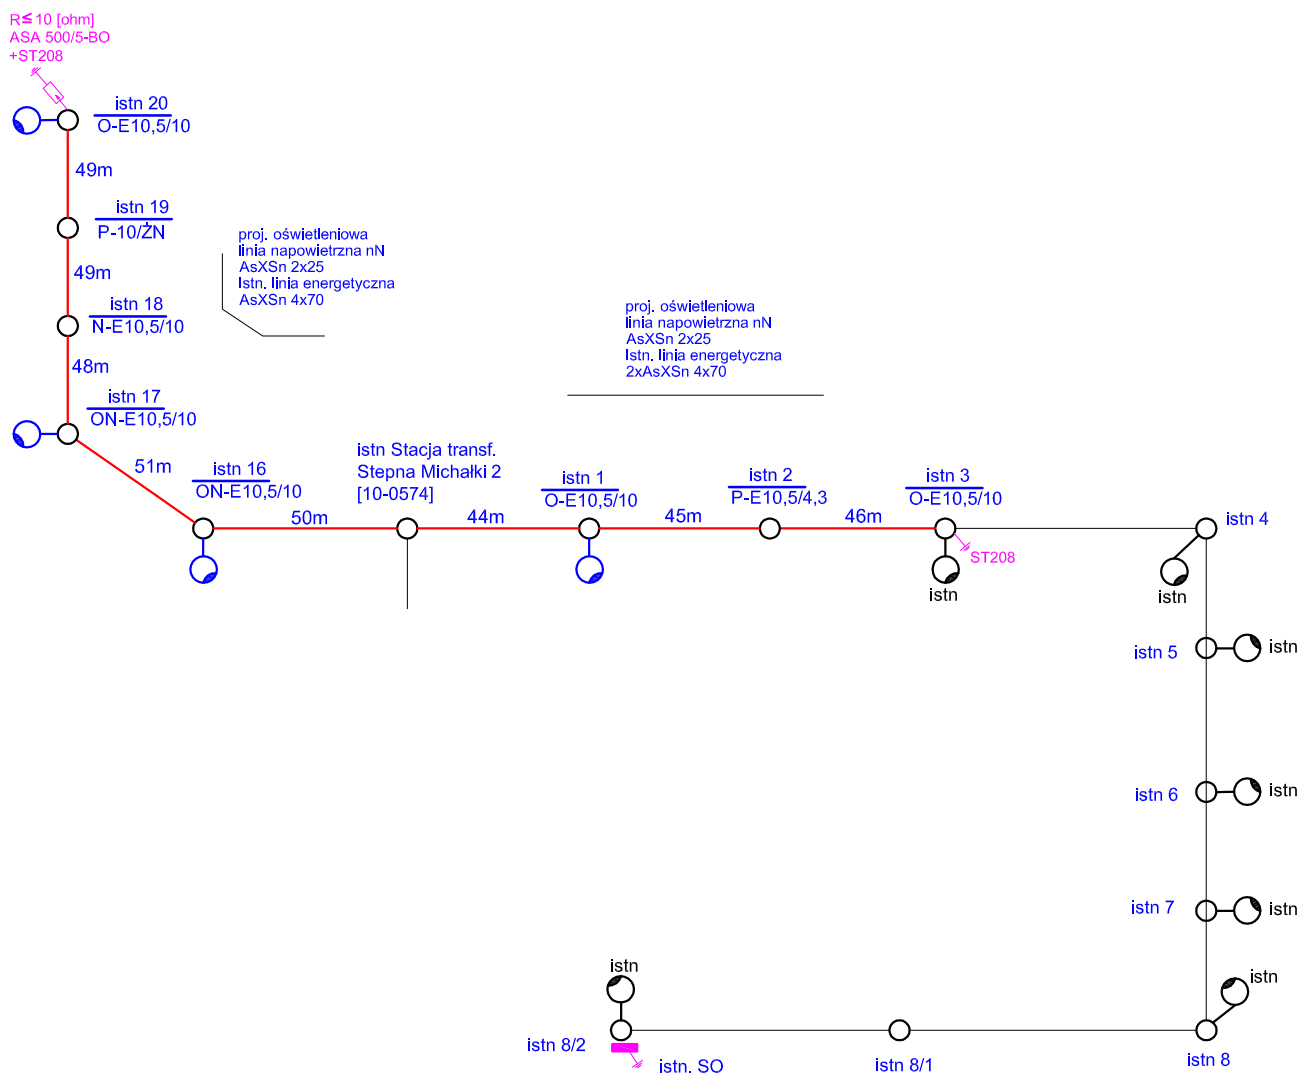 R≤10 [ohm]
ASA 500/5-BO
+ST208
istn 20
O-E10,5/10
49m
istn 19
P-10/ŻN
49m
istn 18
N-E10,5/10
48m
istn 17
ON-E10,5/10
51m
istn 16
ON-E10,5/10
50m
proj. oświetleniowa
linia napowietrzna nN
AsXSn 2x25
Istn. linia energetyczna
AsXSn 4x70
istn Stacja transf.
Stepna Michałki 2
[10-0574]
44m
proj. oświetleniowa
linia napowietrzna nN
AsXSn 2x25
Istn. linia energetyczna
2xAsXSn 4x70
istn 1
O-E10,5/10
45m
istn 2
P-E10,5/4,3
46m
istn 3
O-E10,5/10
ST208
istn
istn 4
istn
istn 5
istn
istn 6
istn
istn 7
istn
istn
istn 8
istn 8/1
istn
istn 8/2
istn. SO